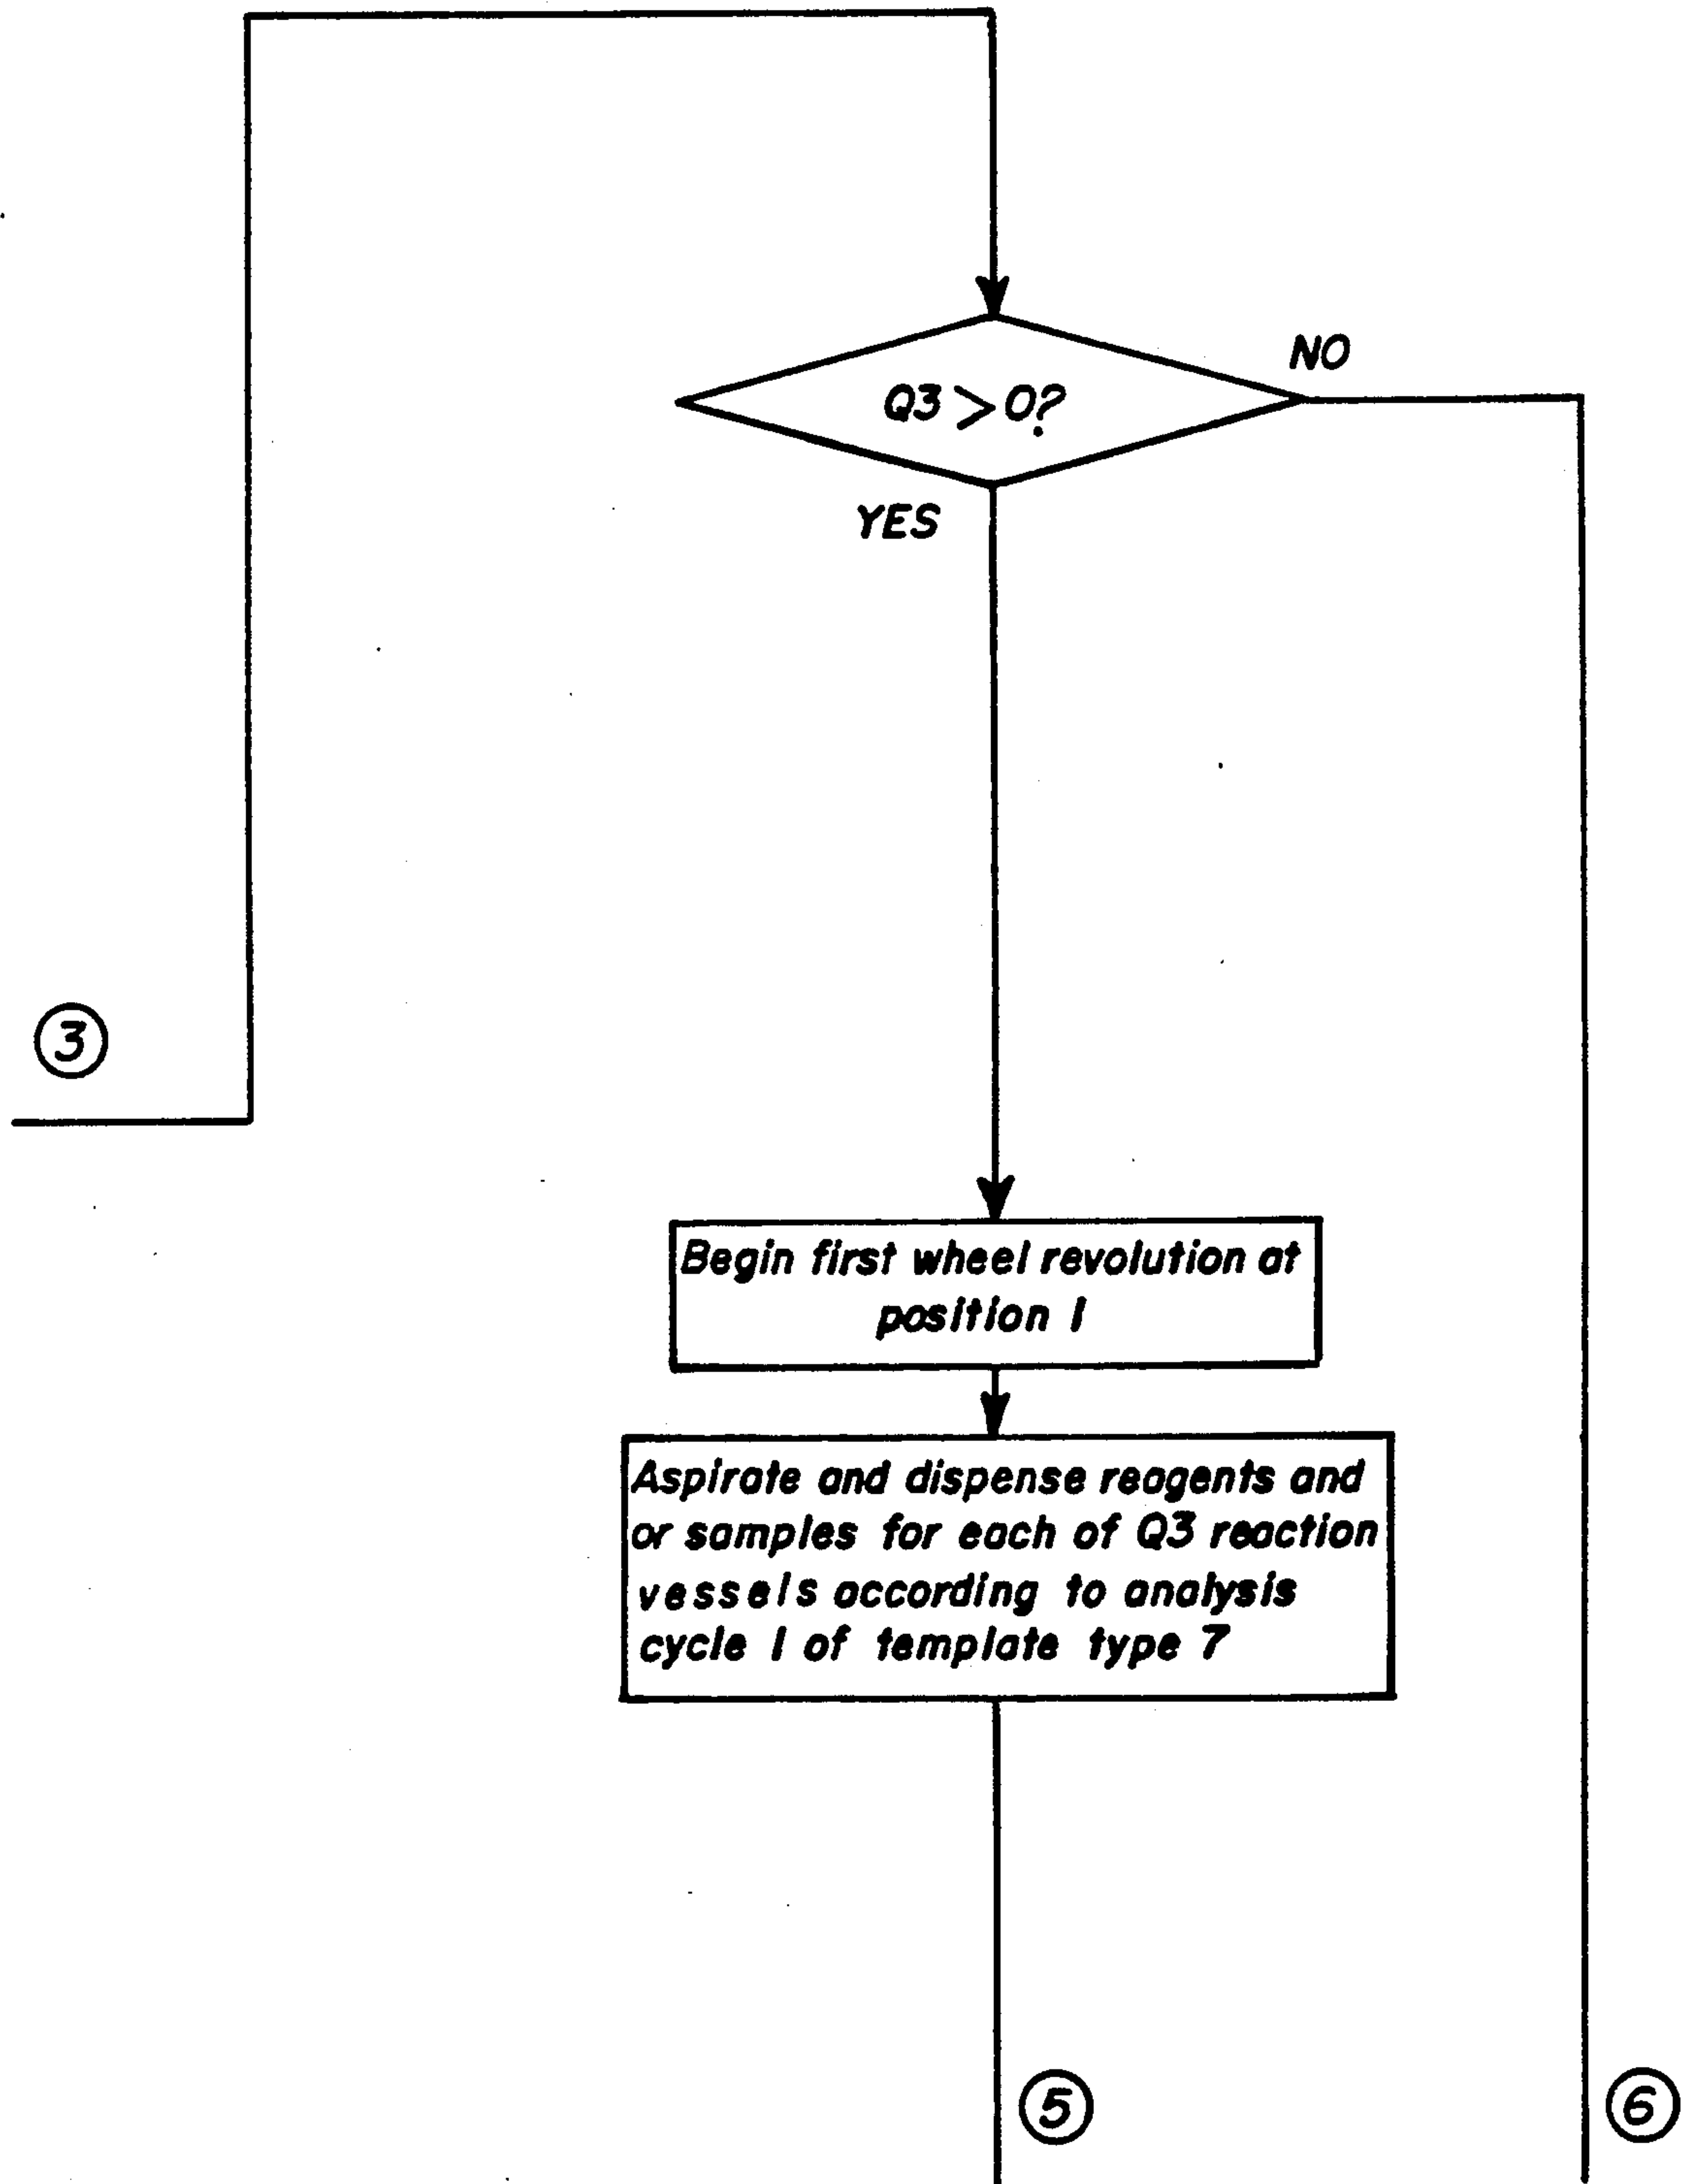 NO
Q3 > 0?
YES
3
Begin first wheel revolution at
position 1
Aspirate and dispense reagents and
or samples for each of Q3 reaction
vessels according to analysis
cycle 1 of template type 7
5
6